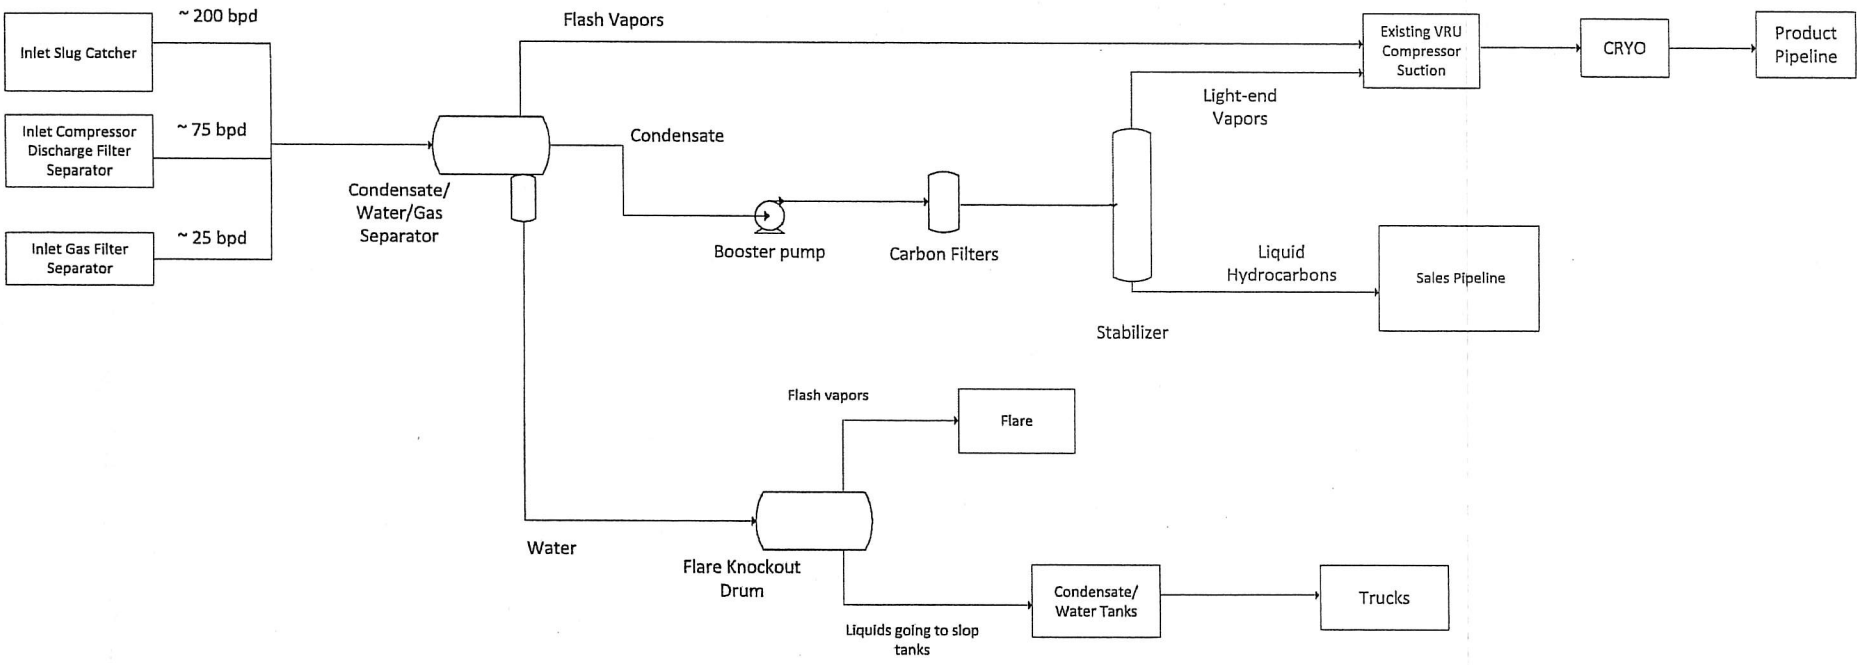 ~ 200 bpd
Inlet Slug Catcher
~ 75 bpd
Inlet Compressor
Discharge Filter
Separator
~ 25 bpd
Inlet Gas Filter
Separator
Flash Vapors
Condensate/
Water/Gas
Separator
Condensate
Booster pump
Carbon Filters
Light-end
Vapors
Existing VRU
Compressor
Suction
CRYO
Product
Pipeline
Liquid
Hydrocarbons
Sales Pipeline
Stabilizer
Flash vapors
Flare
Water
Flare Knockout
Drum
Liquids going to slop
tanks
Condensate/
Water Tanks
Trucks